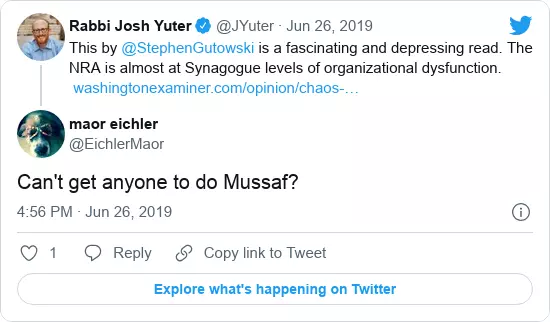 Rabbi Josh Yuter @JYuter · Jun 26, 2019
This by @StephenGutowski is a fascinating and depressing read. The
NRA is almost at Synagogue levels of organizational dysfunction.
washingtonexaminer.com/opinion/chaos-…
maor eichler
@EichlerMaor
Can't get anyone to do Mussaf?
4:56 PM · Jun 26, 2019
1 Reply Copy link to Tweet
Explore what's happening on Twitter